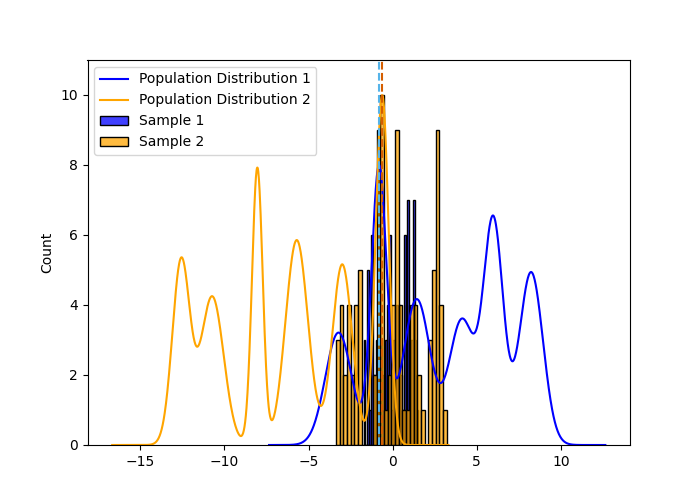 Population Distribution 1
Population Distribution 2
Sample 1
Sample 2
Count
10
8
6
4
2
0
−15 −10 −5 0 5 10